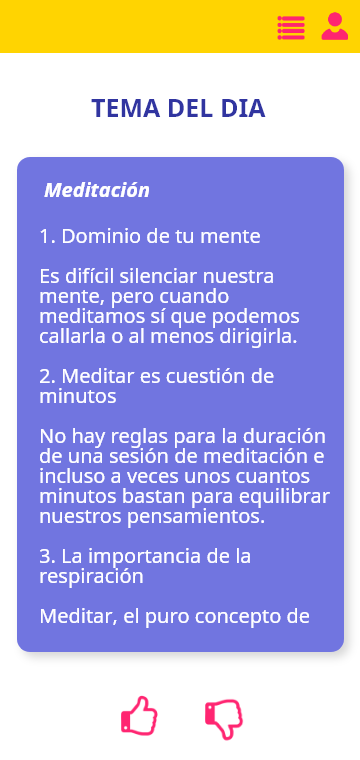 TEMA DEL DIA
Meditación
1. Dominio de tu mente
Es difícil silenciar nuestra
mente, pero cuando
meditamos sí que podemos
callarla o al menos dirigirla.
2. Meditar es cuestión de
minutos
No hay reglas para la duración
de una sesión de meditación e
incluso a veces unos cuantos
minutos bastan para equilibrar
nuestros pensamientos.
3. La importancia de la
respiración
Meditar, el puro concepto de